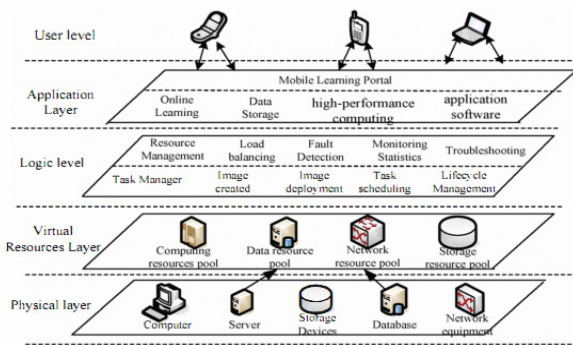 User level
Mobile Learning Portal
Application
Layer
Online
Learning
Data
Storage
high-performance
computing
application
software
Logic level
Resource
Management
Load
balancing
Fault
Detection
Monitoring
Statistics
Troubleshooting
Task Manager
Image
created
Image
deployment
Task
scheduling
Lifecycle
Management
Virtual
Resources Layer
Computing
resources pool
Data resource
pool
Network
resource pool
Storage
resource pool
Physical layer
Computer
Server
Storage
Devices
Database
Network
equipment